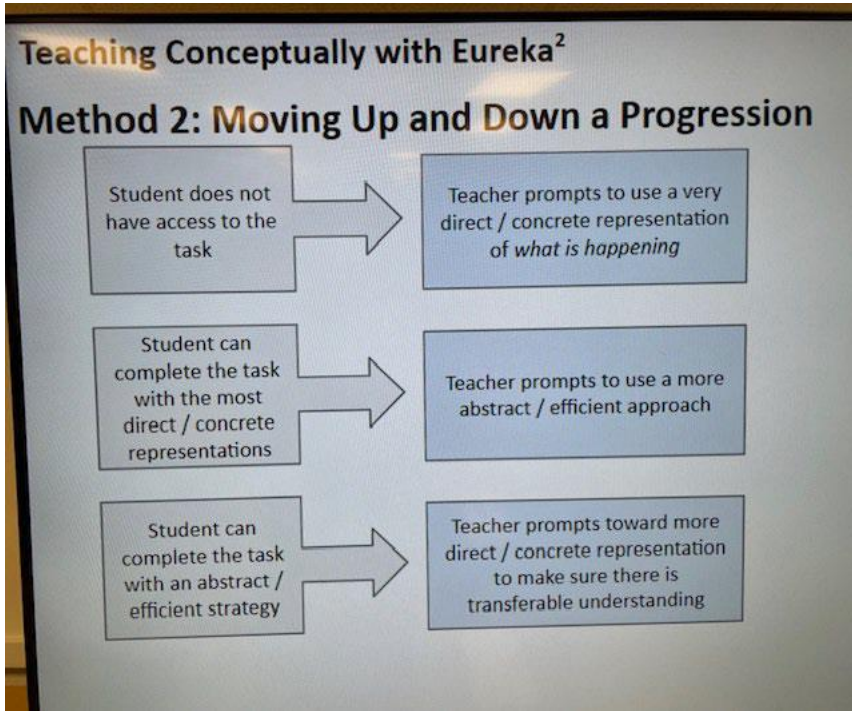 Teaching Conceptually with Eureka²
Method 2: Moving Up and Down a Progression
Student does not
have access to the
task
Teacher prompts to use a very
direct / concrete representation
of what is happening
Student can
complete the task
with the most
direct / concrete
representations
Teacher prompts to use a more
abstract / efficient approach
Student can
complete the task
with an abstract /
efficient strategy
Teacher prompts toward more
direct / concrete representation
to make sure there is
transferable understanding